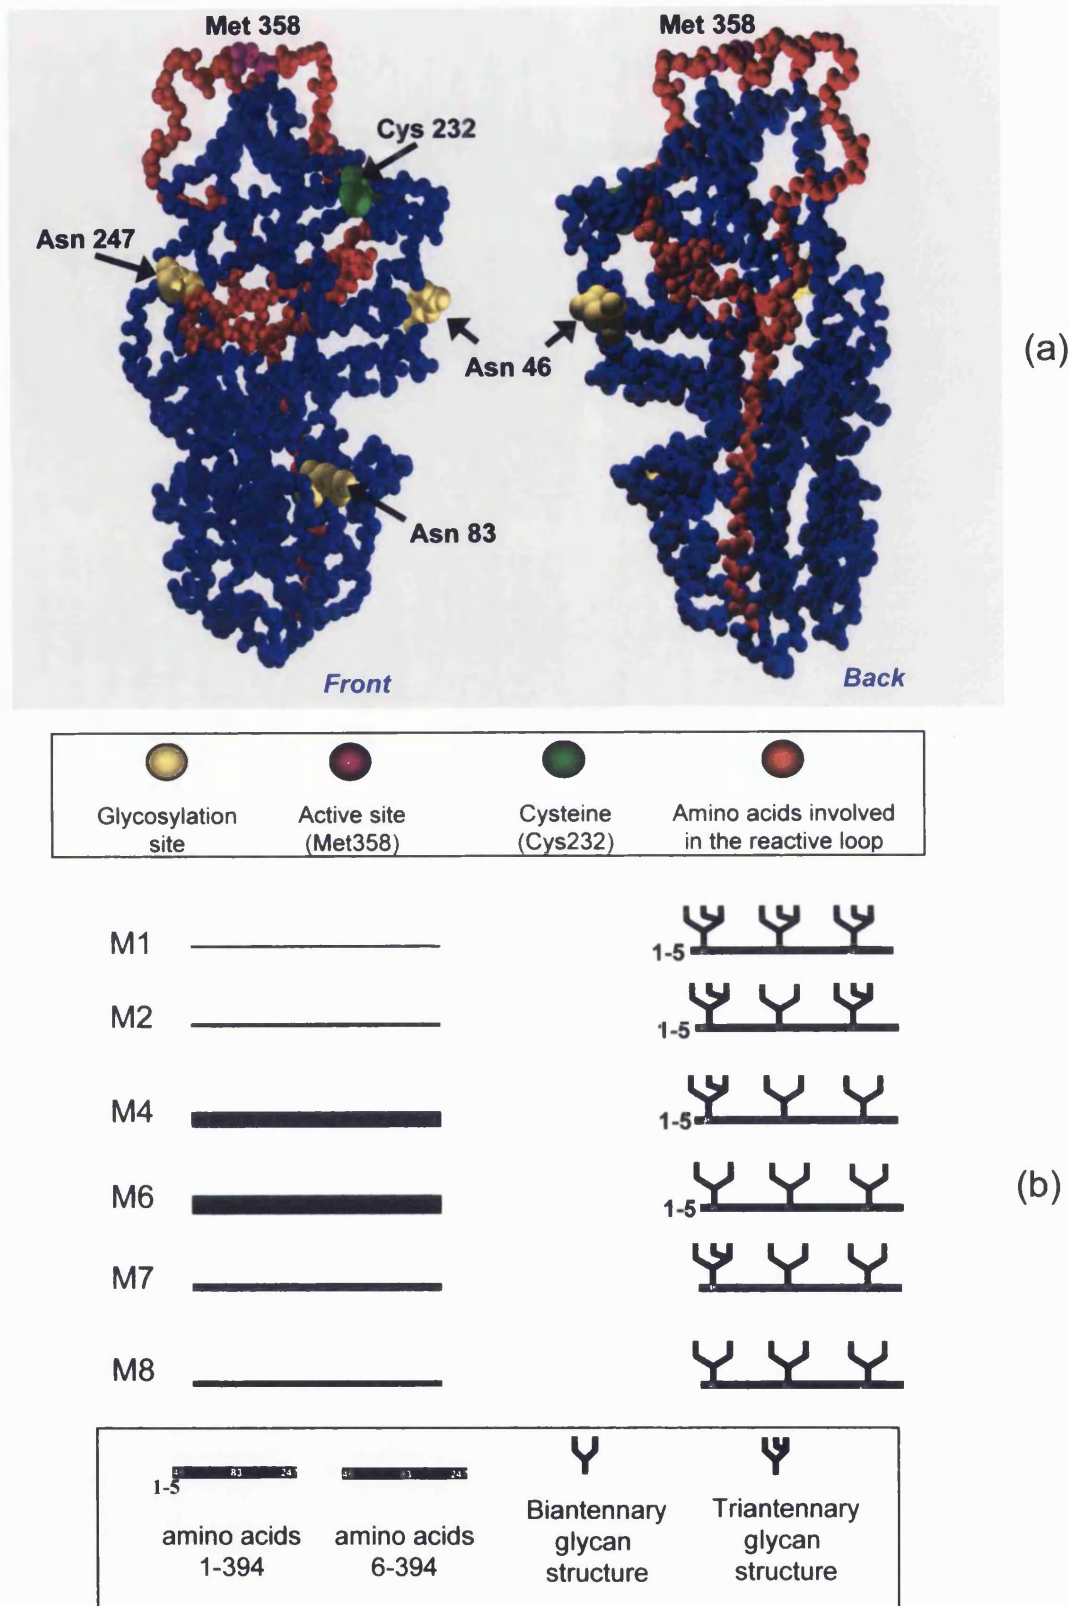 Met 358
Met 358
Cys 232
Asn 247
Asn 46
Asn 83
Front
Back
(a)
Glycosylation
site
Active site
(Met358)
Cysteine
(Cys232)
Amino acids involved
in the reactive loop
M1
1-5
M2
1-5
M4
1-5
M6
1-5
M7
M8
(b)
83
24
1-5
24
amino acids
1-394
amino acids
6-394
Biantennary
glycan
structure
Triantennary
glycan
structure